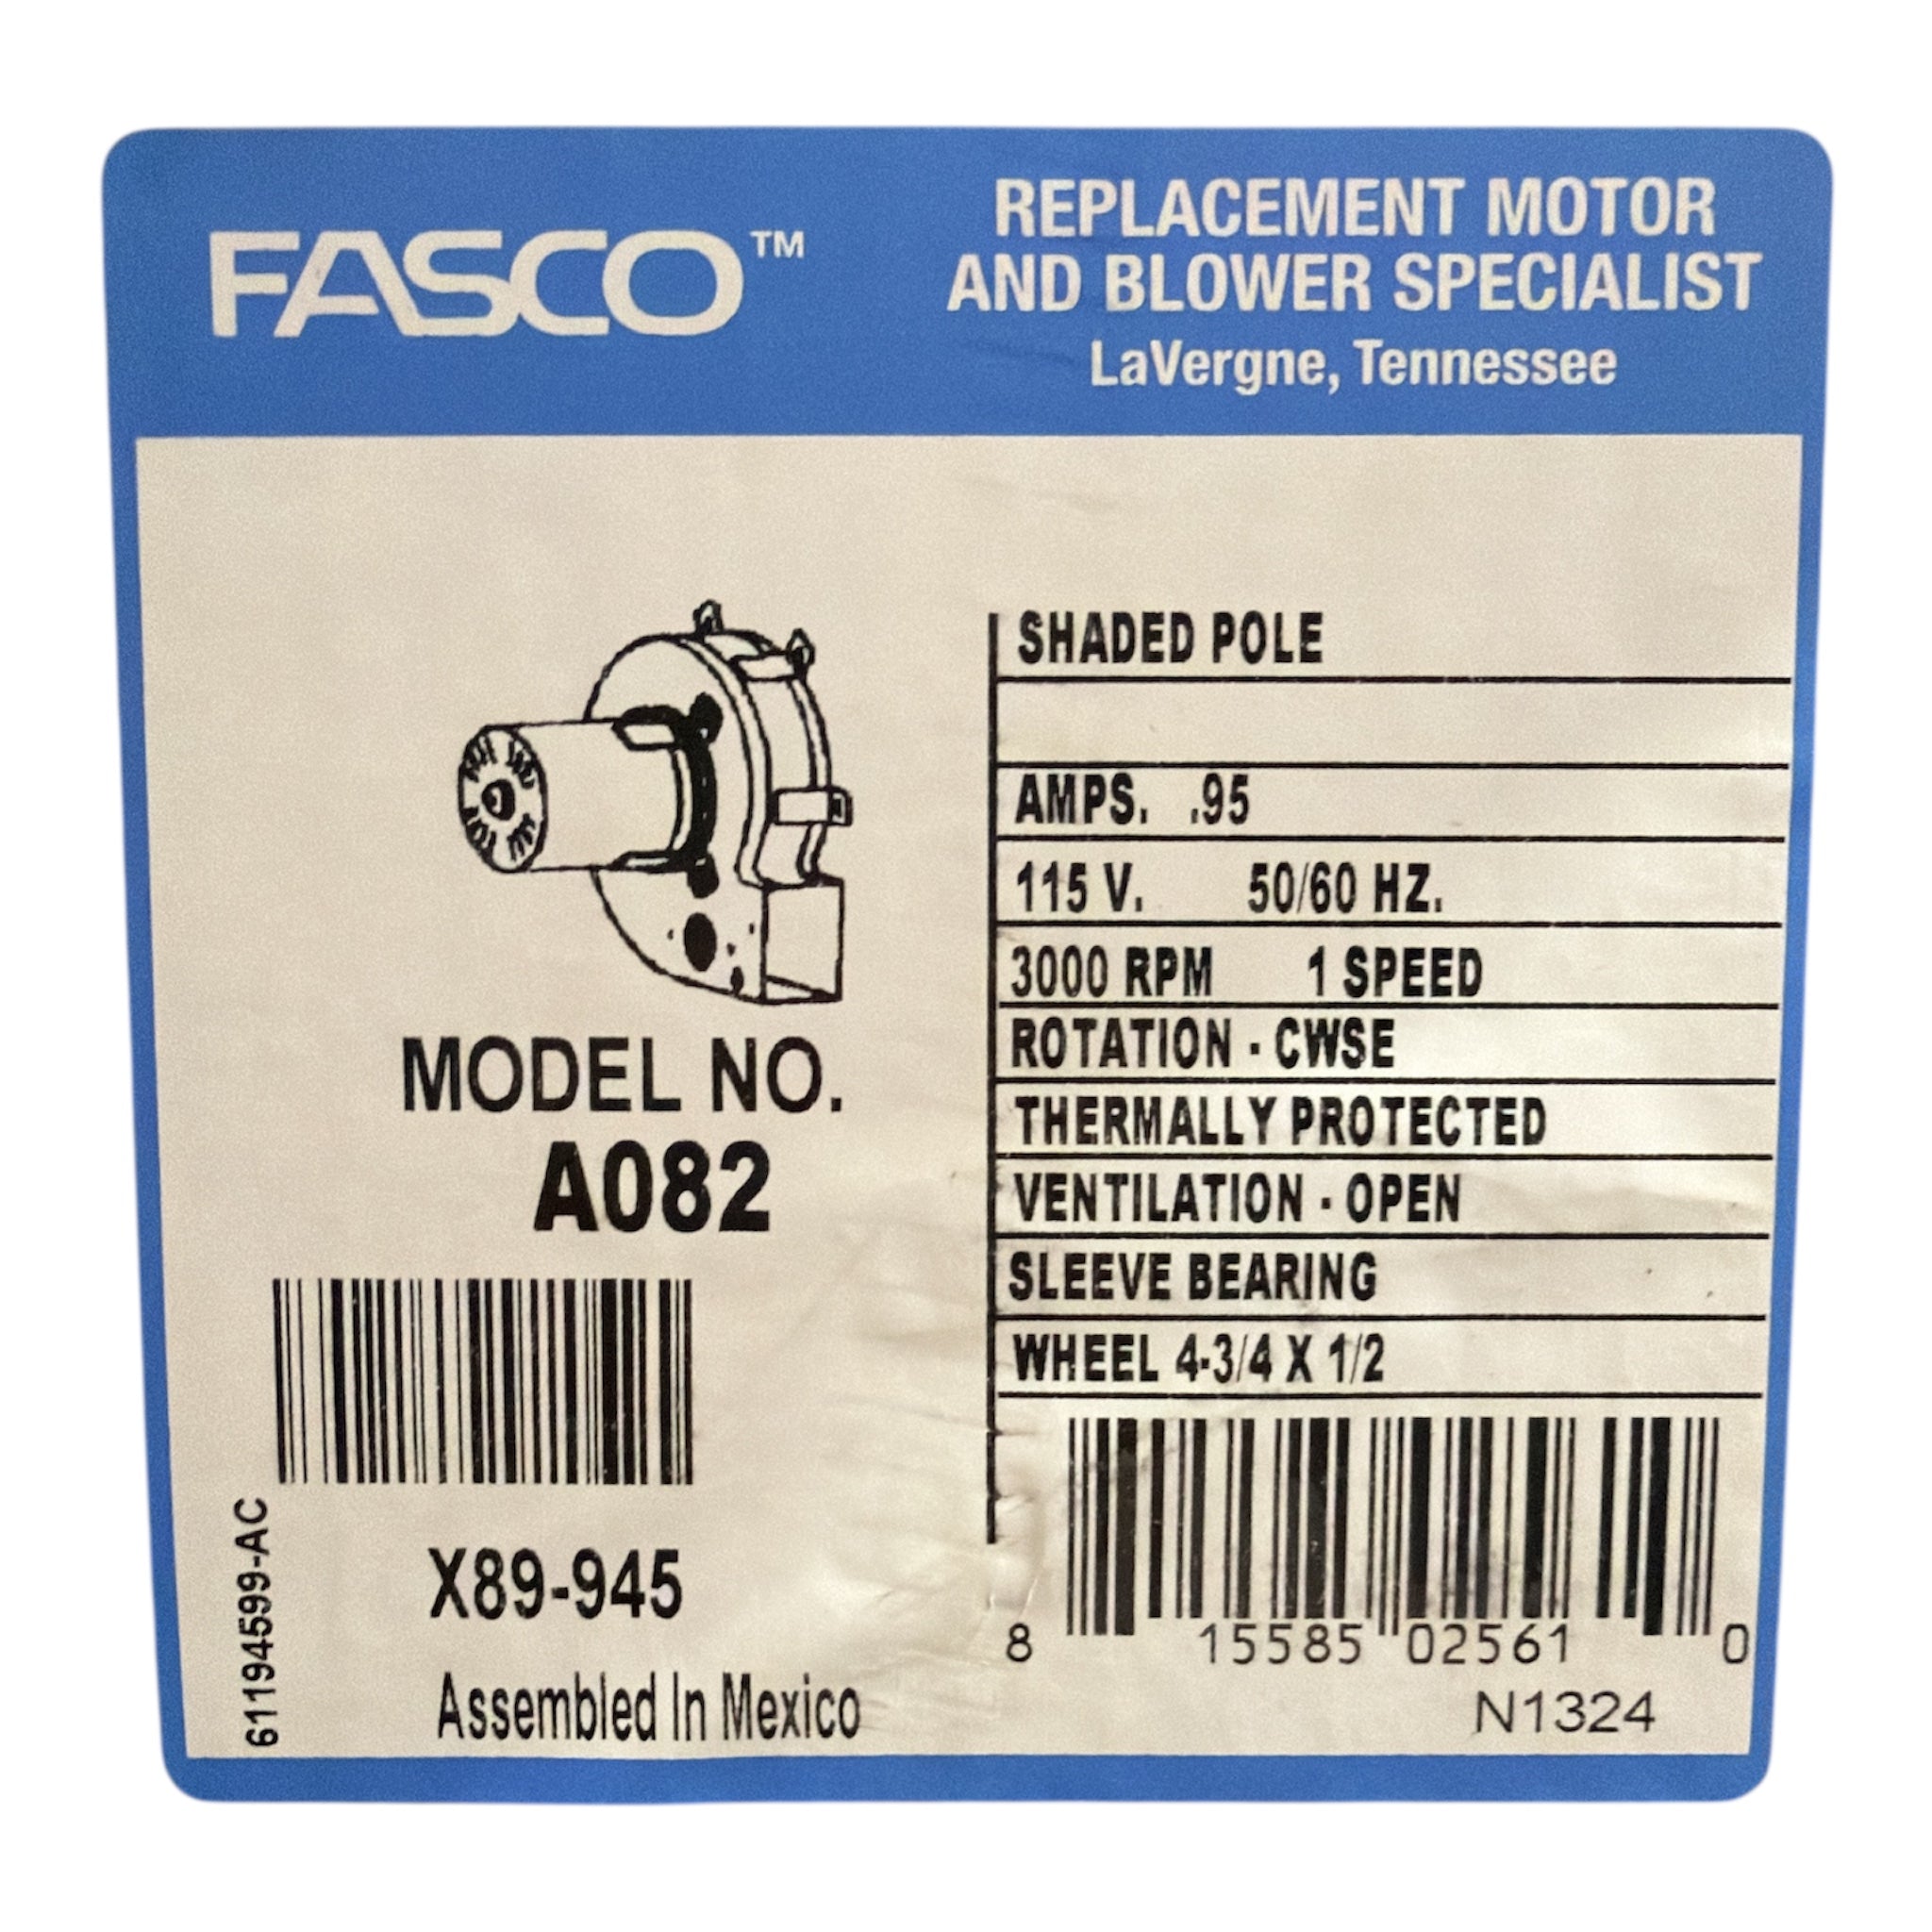 FASCO™
REPLACEMENT MOTOR
AND BLOWER SPECIALIST
LaVergne, Tennessee
MODEL NO.
A082
X89-945
61194599-AC
Assembled In Mexico
SHADED POLE
AMPS. .95
115 V. 50/60 HZ.
3000 RPM 1 SPEED
ROTATION - CWSE
THERMALLY PROTECTED
VENTILATION - OPEN
SLEEVE BEARING
WHEEL 4-3/4 X 1/2
8 15585 02561 0
N1324